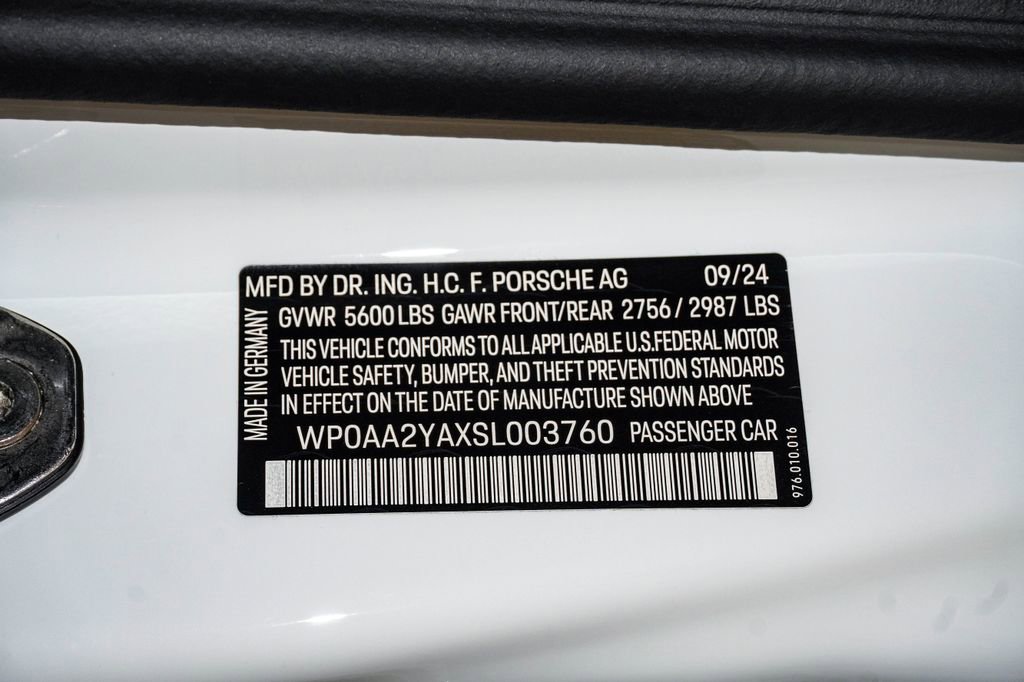 MFD BY DR. ING. H.C. F. PORSCHE AG 09/24
GVWR 5600 LBS GAWR FRONT/REAR 2756 / 2987 LBS
THIS VEHICLE CONFORMS TO ALL APPLICABLE U.S. FEDERAL MOTOR
VEHICLE SAFETY, BUMPER, AND THEFT PREVENTION STANDARDS
IN EFFECT ON THE DATE OF MANUFACTURE SHOWN ABOVE
WP0AA2YAXSL003760 PASSENGER CAR
MADE IN GERMANY
976.010.016